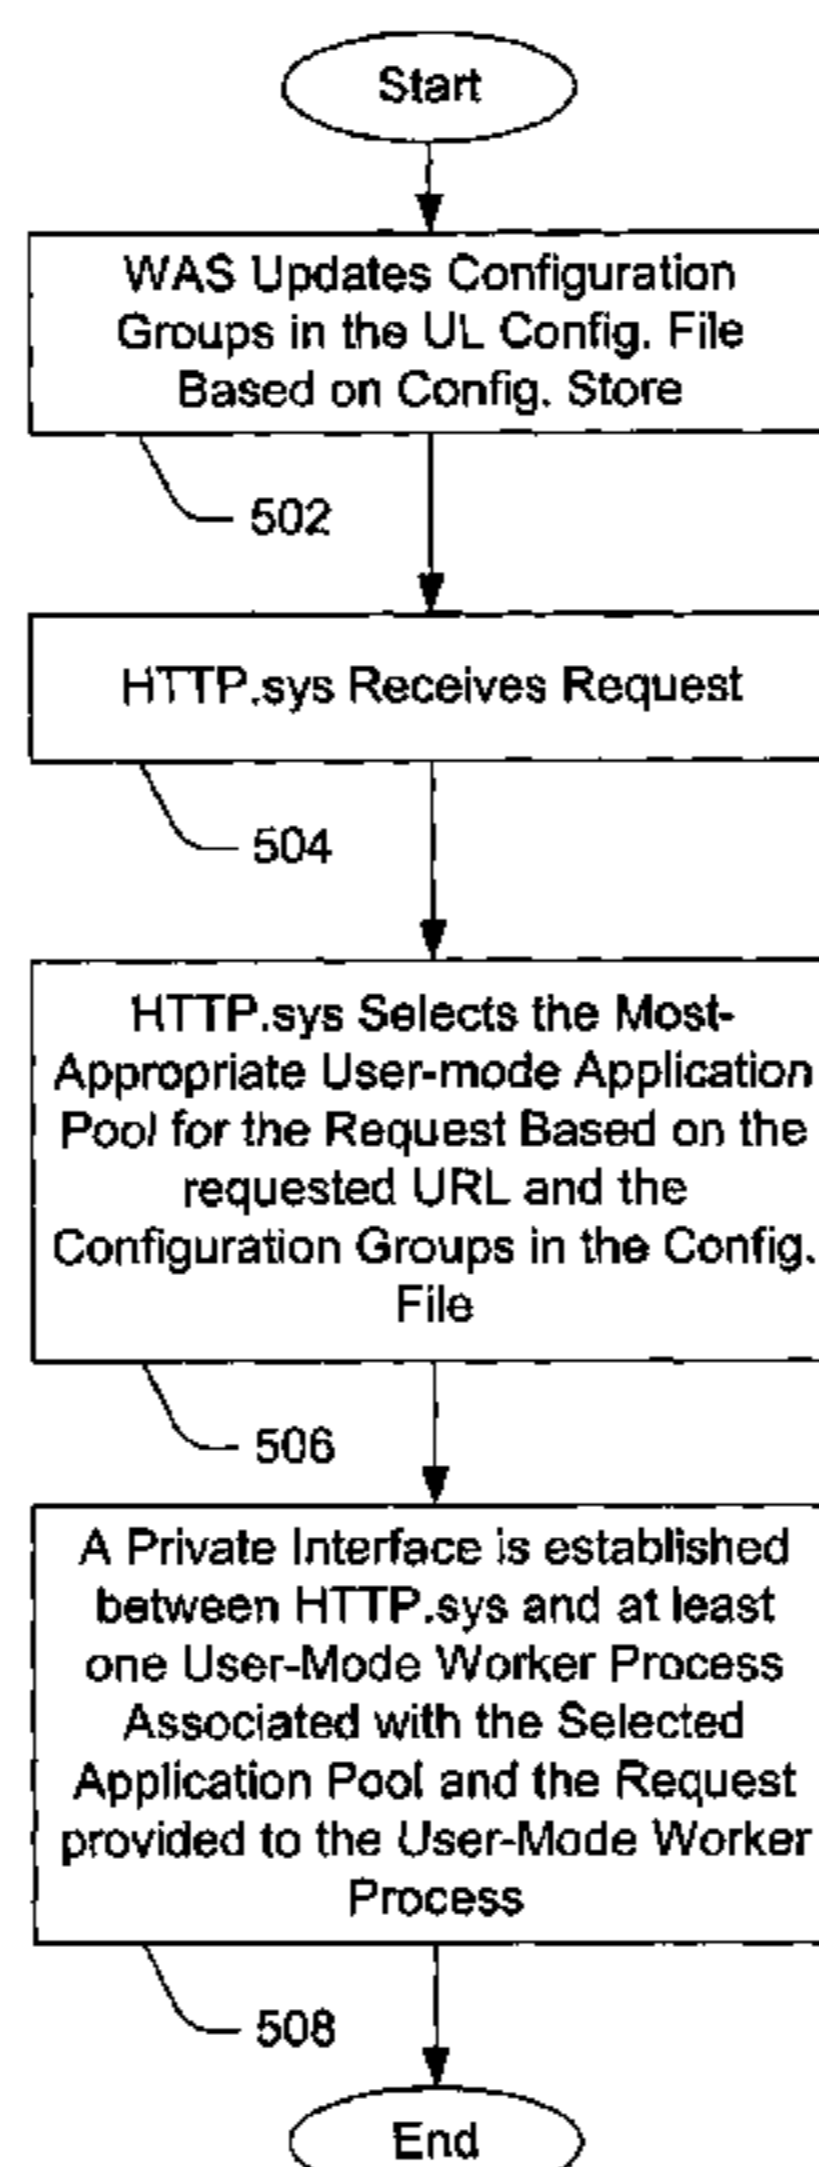 Start
WAS Updates Configuration
Groups in the UL Config. File
Based on Config. Store
502
HTTP.sys Receives Request
504
HTTP.sys Selects the Most-
Appropriate User-mode Application
Pool for the Request Based on the
requested URL and the
Configuration Groups in the Config.
File
506
A Private Interface is established
between HTTP.sys and at least
one User-Mode Worker Process
Associated with the Selected
Application Pool and the Request
provided to the User-Mode Worker
Process
508
End